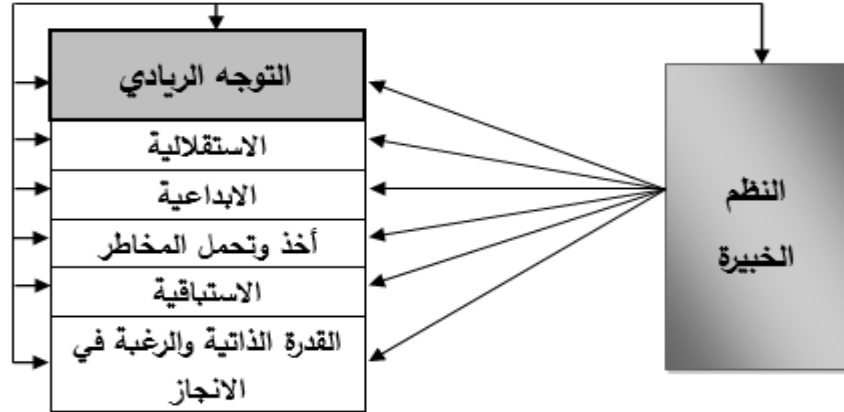 التوجه الريادي
الاستقلالية
الابداعية
أخذ وتحمل المخاطر
الاستباقية
القدرة الذاتية والرغبة في
الانجاز
النظم
الخبيرة